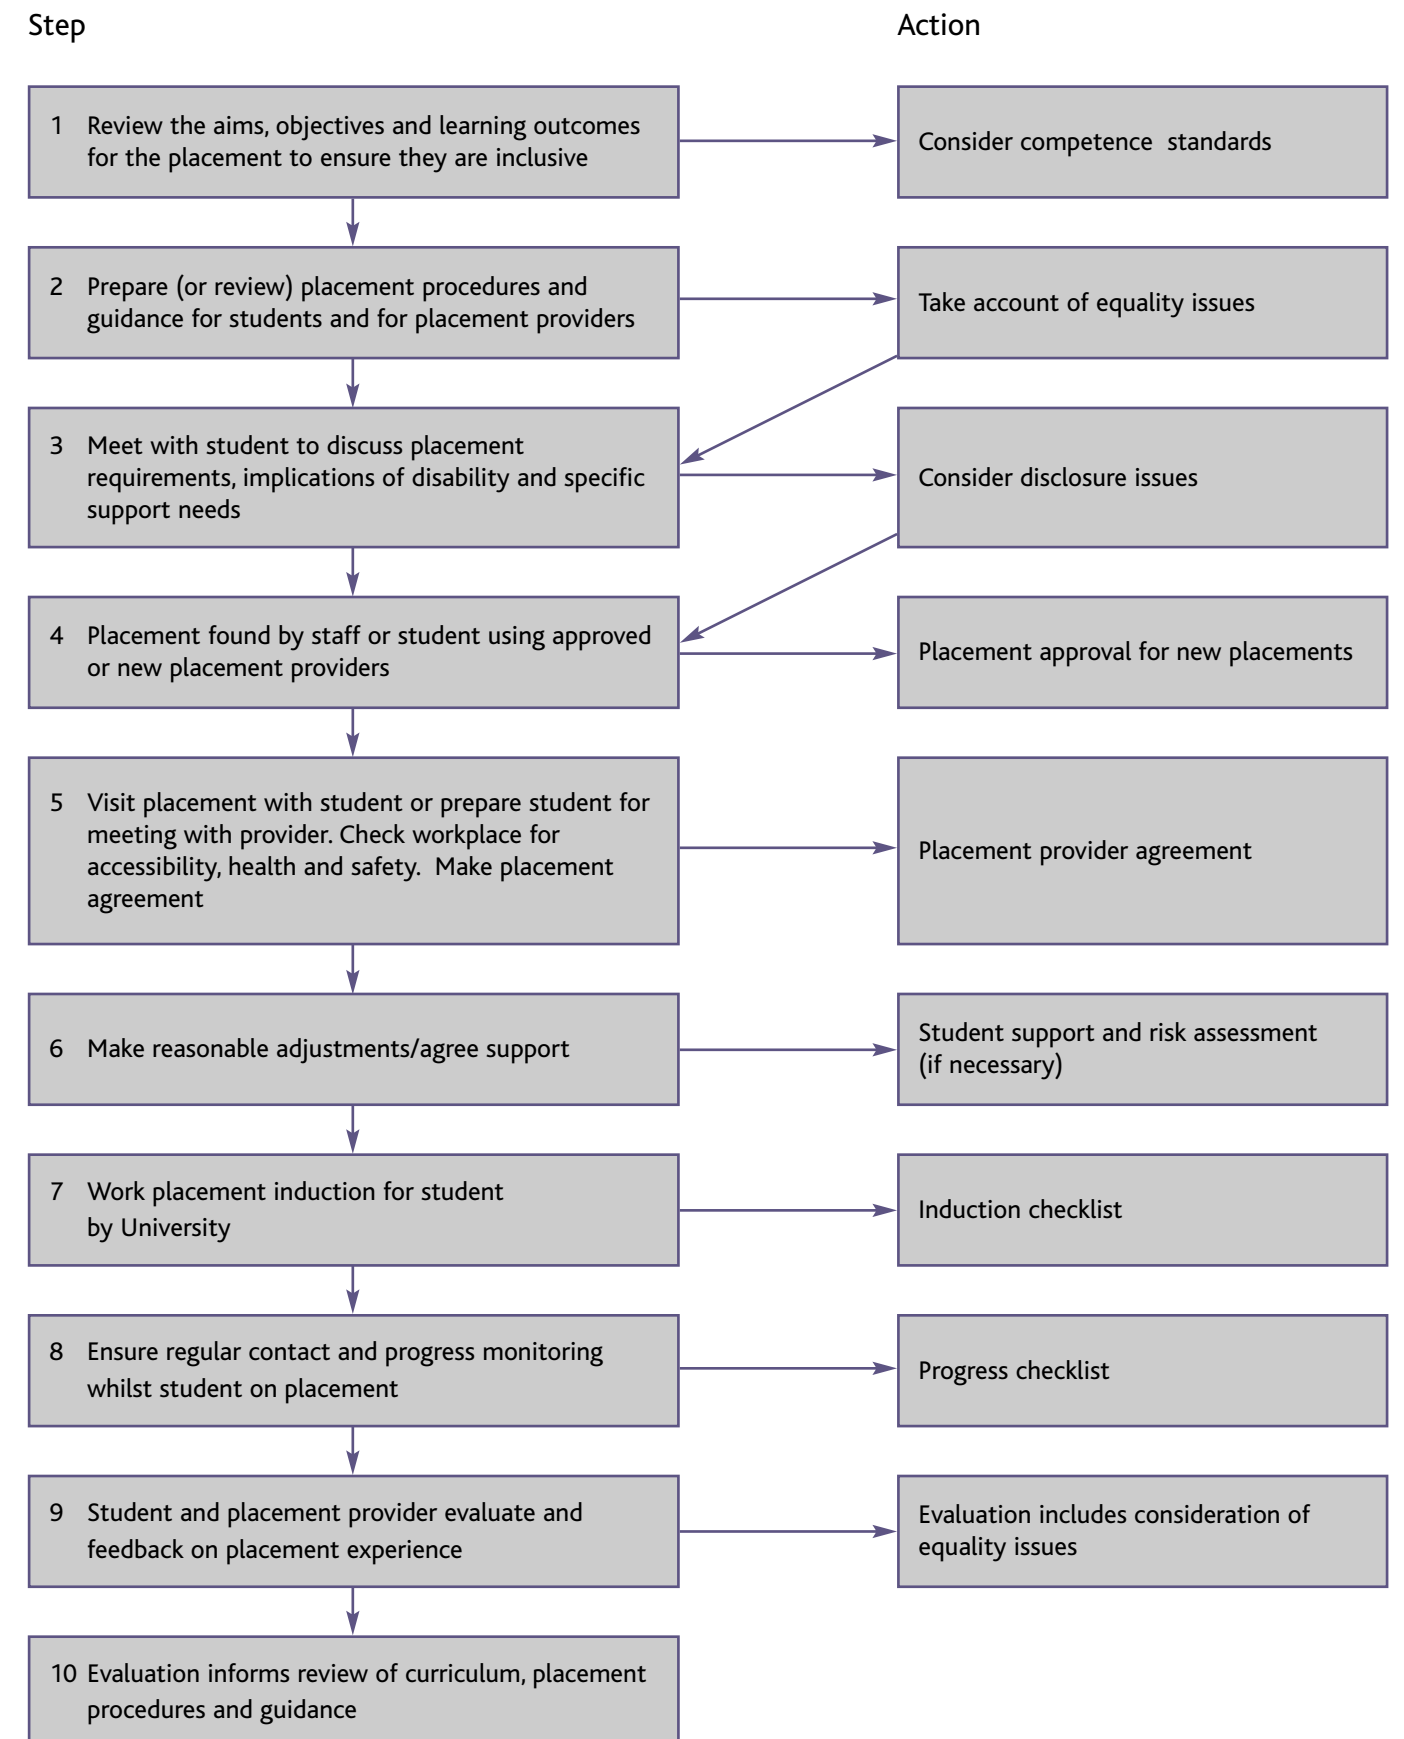 Step
Action
1 Review the aims, objectives and learning outcomes
for the placement to ensure they are inclusive
Consider competence standards
2 Prepare (or review) placement procedures and
guidance for students and for placement providers
Take account of equality issues
3 Meet with student to discuss placement
requirements, implications of disability and specific
support needs
Consider disclosure issues
4 Placement found by staff or student using approved
or new placement providers
Placement approval for new placements
5 Visit placement with student or prepare student for
meeting with provider. Check workplace for
accessibility, health and safety. Make placement
agreement
Placement provider agreement
6 Make reasonable adjustments/agree support
Student support and risk assessment
(if necessary)
7 Work placement induction for student
by University
Induction checklist
8 Ensure regular contact and progress monitoring
whilst student on placement
Progress checklist
9 Student and placement provider evaluate and
feedback on placement experience
Evaluation includes consideration of
equality issues
10 Evaluation informs review of curriculum, placement
procedures and guidance